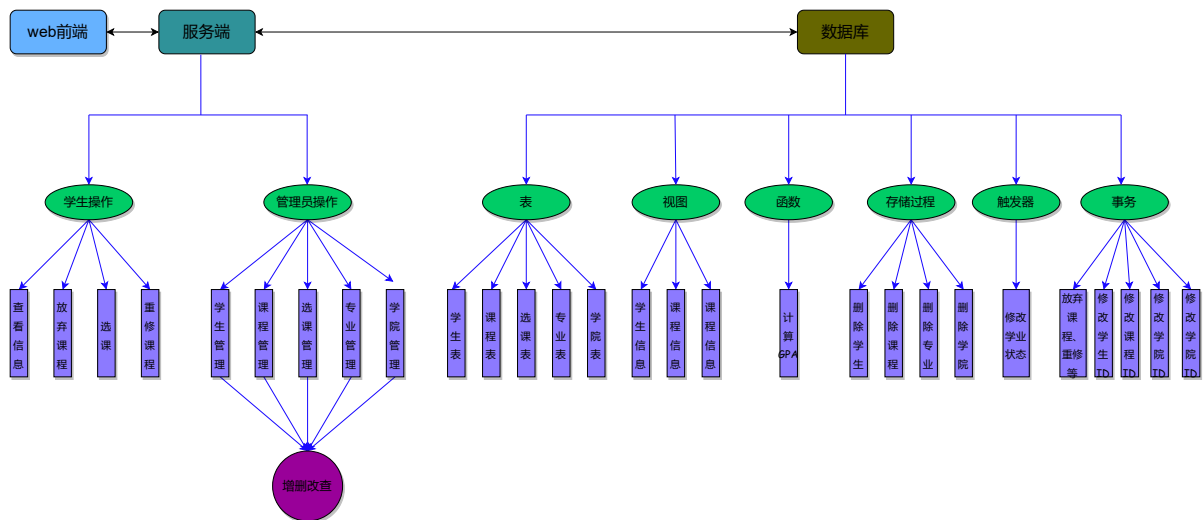 web前端
服务端
数据库
学生操作
管理员操作
表
视图
函数
存储过程
触发器
事务
查看信息
放弃课程
选课
重修课程
学生管理
课程管理
选课管理
专业管理
学院管理
学生表
课程表
选课表
专业表
学院表
学生信息
课程信息
课程信息
计算GPA
删除学生
删除课程
删除专业
删除学院
修改
学业
状态
放弃
课
程、
重修
等
修改学生ID
修改课程ID
修改学院ID
修改学院ID
增删改查